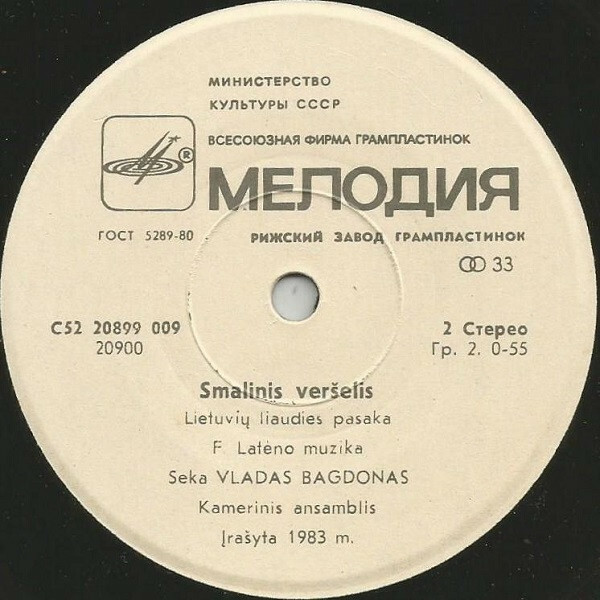 МИНИСТЕРСТВО
КУЛЬТУРЫ СССР
ВСЕСОЮЗНАЯ ФИРМА ГРАМПЛАСТИНОК
®
МЕЛОДИЯ
ГОСТ 5289-80
РИЖСКИЙ ЗАВОД ГРАМПЛАСТИНОК
33
С52 20899 009
2 Стерео
20900
Гр. 2. 0-55
Smalinis veršelis
Lietuvių liaudies pasaka
F. Latėno muzika
Seka VLADAS BAGDONAS
Kamerinis ansamblis
Įrašyta 1983 m.